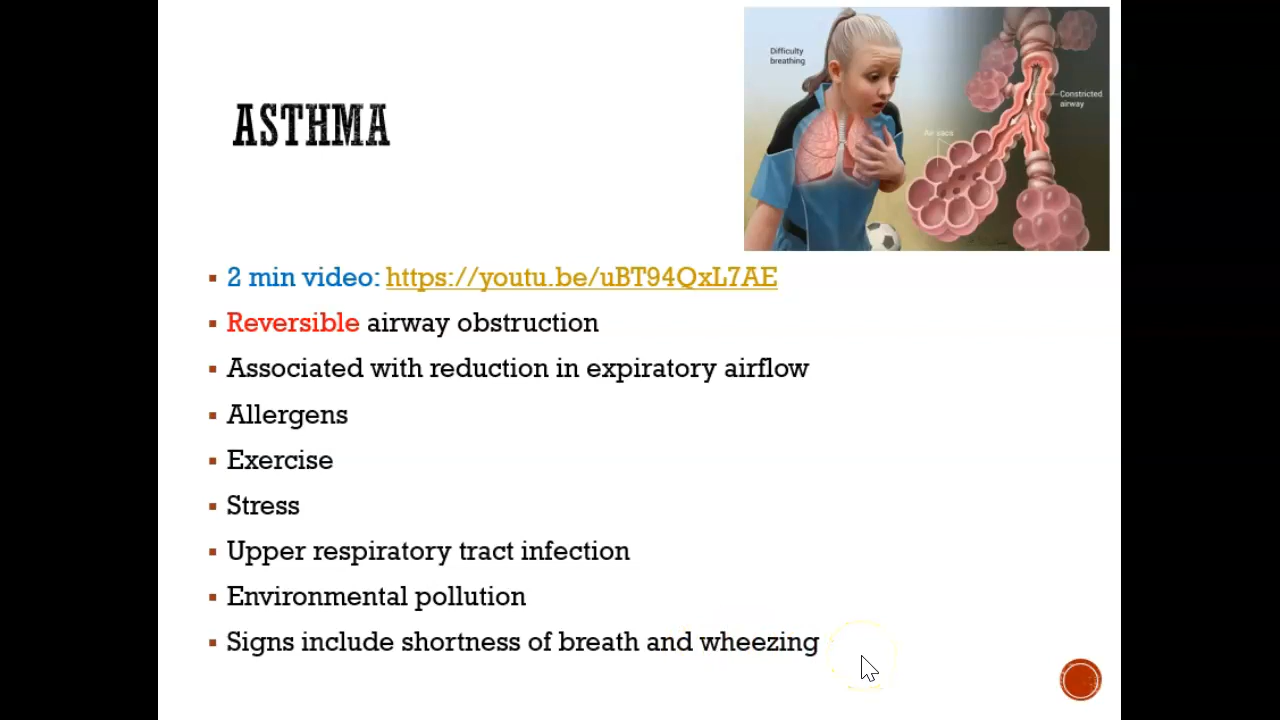 ASTHMA
Difficulty
breathing
Air sacs
Constricted
airway
2 min video: https://youtu.be/uBT94QxL7AE
Reversible airway obstruction
Associated with reduction in expiratory airflow
Allergens
Exercise
Stress
Upper respiratory tract infection
Environmental pollution
Signs include shortness of breath and wheezing